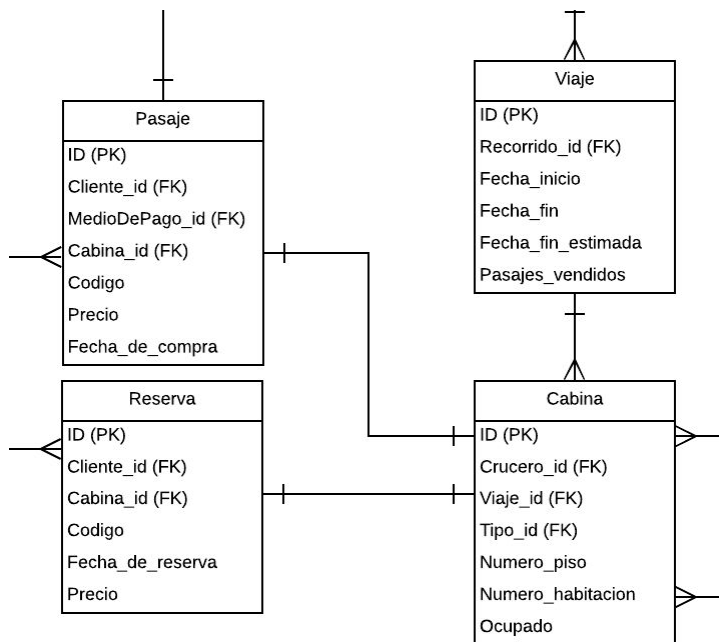 Pasaje
ID (PK)
Cliente_id (FK)
MedioDePago_id (FK)
Cabina_id (FK)
Codigo
Precio
Fecha_de_compra
Viaje
ID (PK)
Recorrido_id (FK)
Fecha_inicio
Fecha_fin
Fecha_fin_estimada
Pasajes_vendidos
Reserva
ID (PK)
Cliente_id (FK)
Cabina_id (FK)
Codigo
Fecha_de_reserva
Precio
Cabina
ID (PK)
Crucero_id (FK)
Viaje_id (FK)
Tipo_id (FK)
Numero_piso
Numero_habitacion
Ocupado